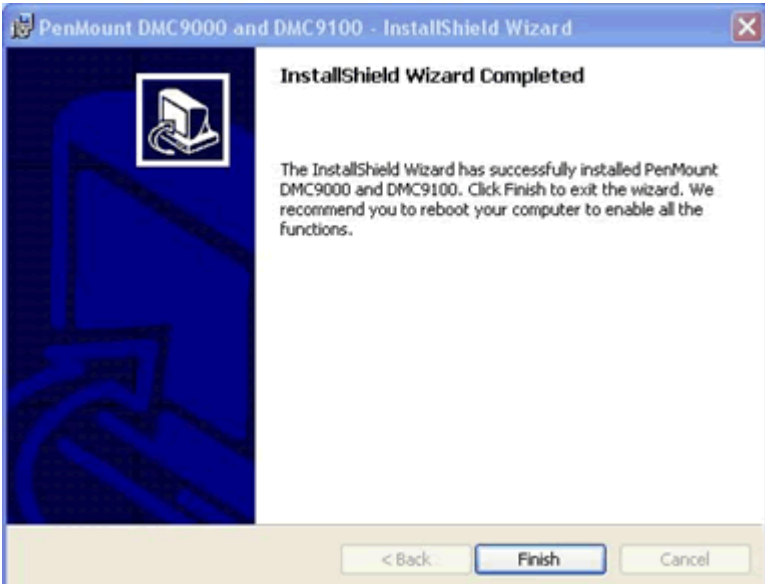 PenMount DMC9000 and DMC9100 - InstallShield Wizard
InstallShield Wizard Completed
The InstallShield Wizard has successfully installed PenMount
DMC9000 and DMC9100. Click Finish to exit the wizard. We
recommend you to reboot your computer to enable all the
functions.
< Back
Finish
Cancel